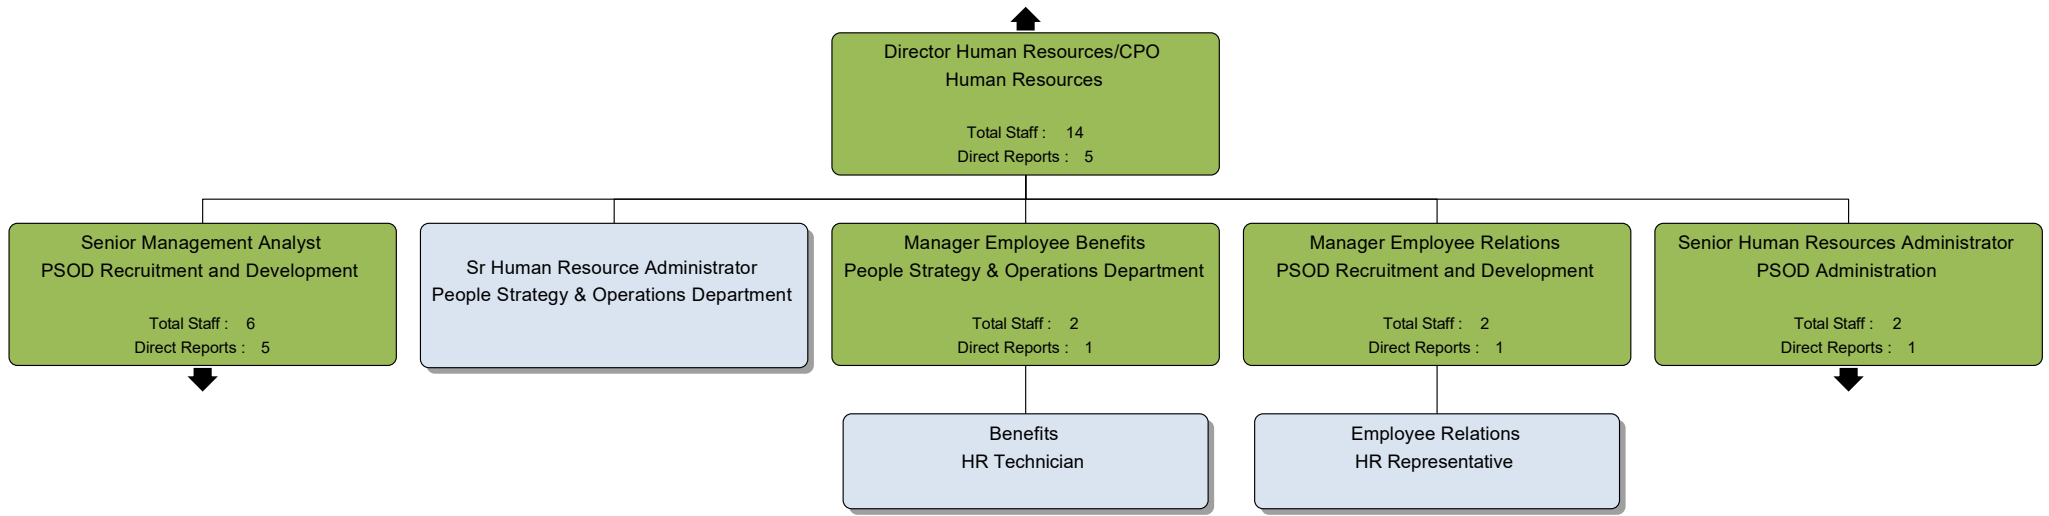 Director Human Resources/CPO
Human Resources
Total Staff : 14
Direct Reports : 5
Senior Management Analyst
PSOD Recruitment and Development
Total Staff : 6
Direct Reports : 5
Sr Human Resource Administrator
People Strategy & Operations Department
Manager Employee Benefits
People Strategy & Operations Department
Total Staff : 2
Direct Reports : 1
Manager Employee Relations
PSOD Recruitment and Development
Total Staff : 2
Direct Reports : 1
Senior Human Resources Administrator
PSOD Administration
Total Staff : 2
Direct Reports : 1
Benefits
HR Technician
Employee Relations
HR Representative